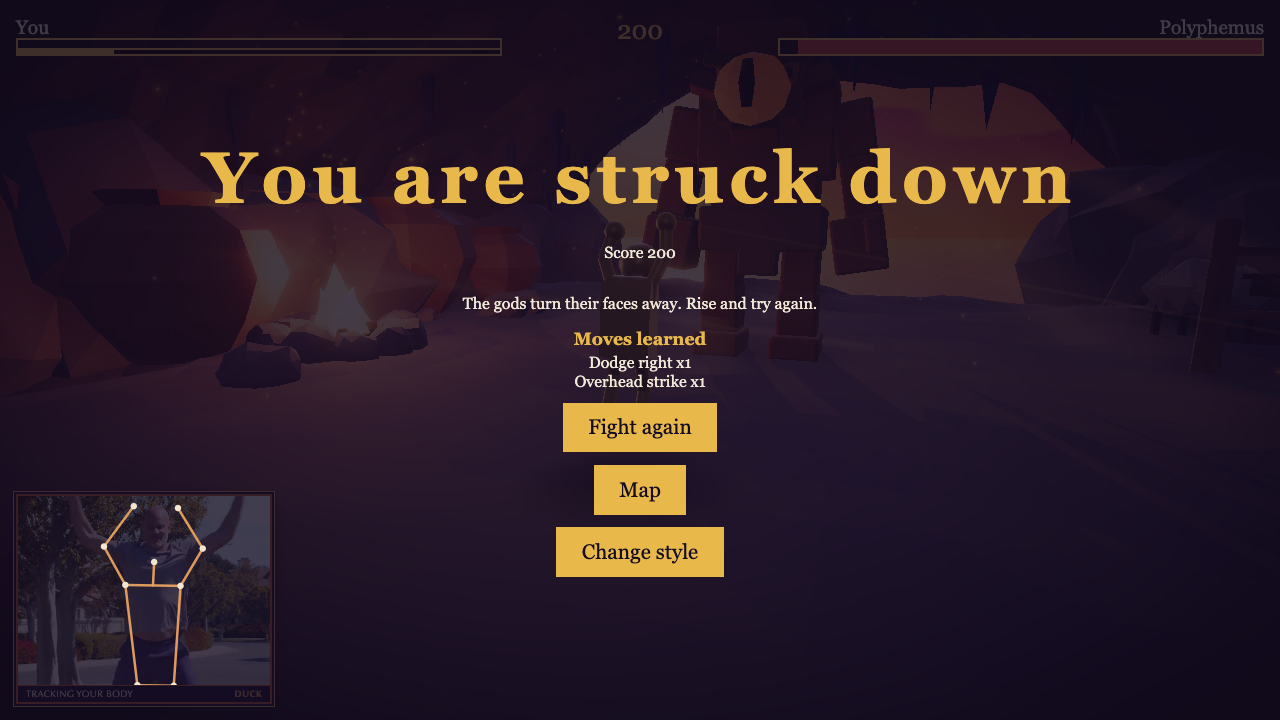 You
200
Polyphemus
You are struck down
Score 200
The gods turn their faces away. Rise and try again.
Moves learned
Dodge right x1
Overhead strike x1
Fight again
Map
Change style
TRACKING YOUR BODY
DUCK